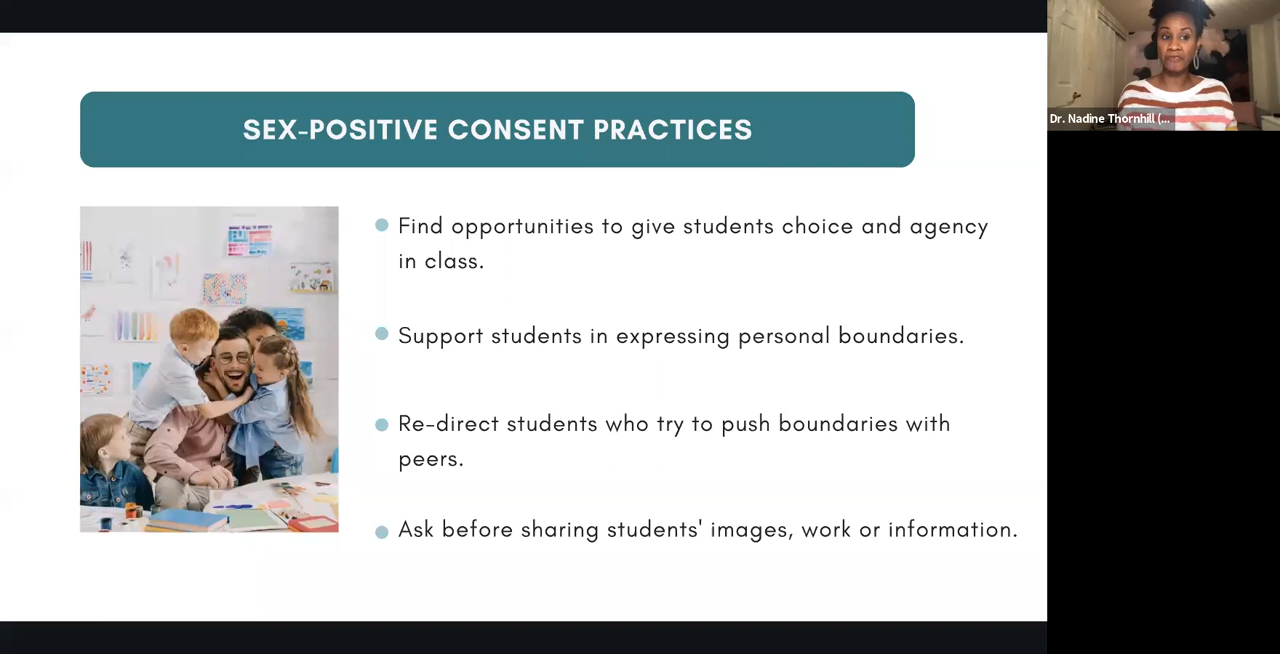 SEX-POSITIVE CONSENT PRACTICES
Find opportunities to give students choice and agency
in class.
Support students in expressing personal boundaries.
Re-direct students who try to push boundaries with
peers.
Ask before sharing students' images, work or information.
Dr. Nadine Thornhill (...